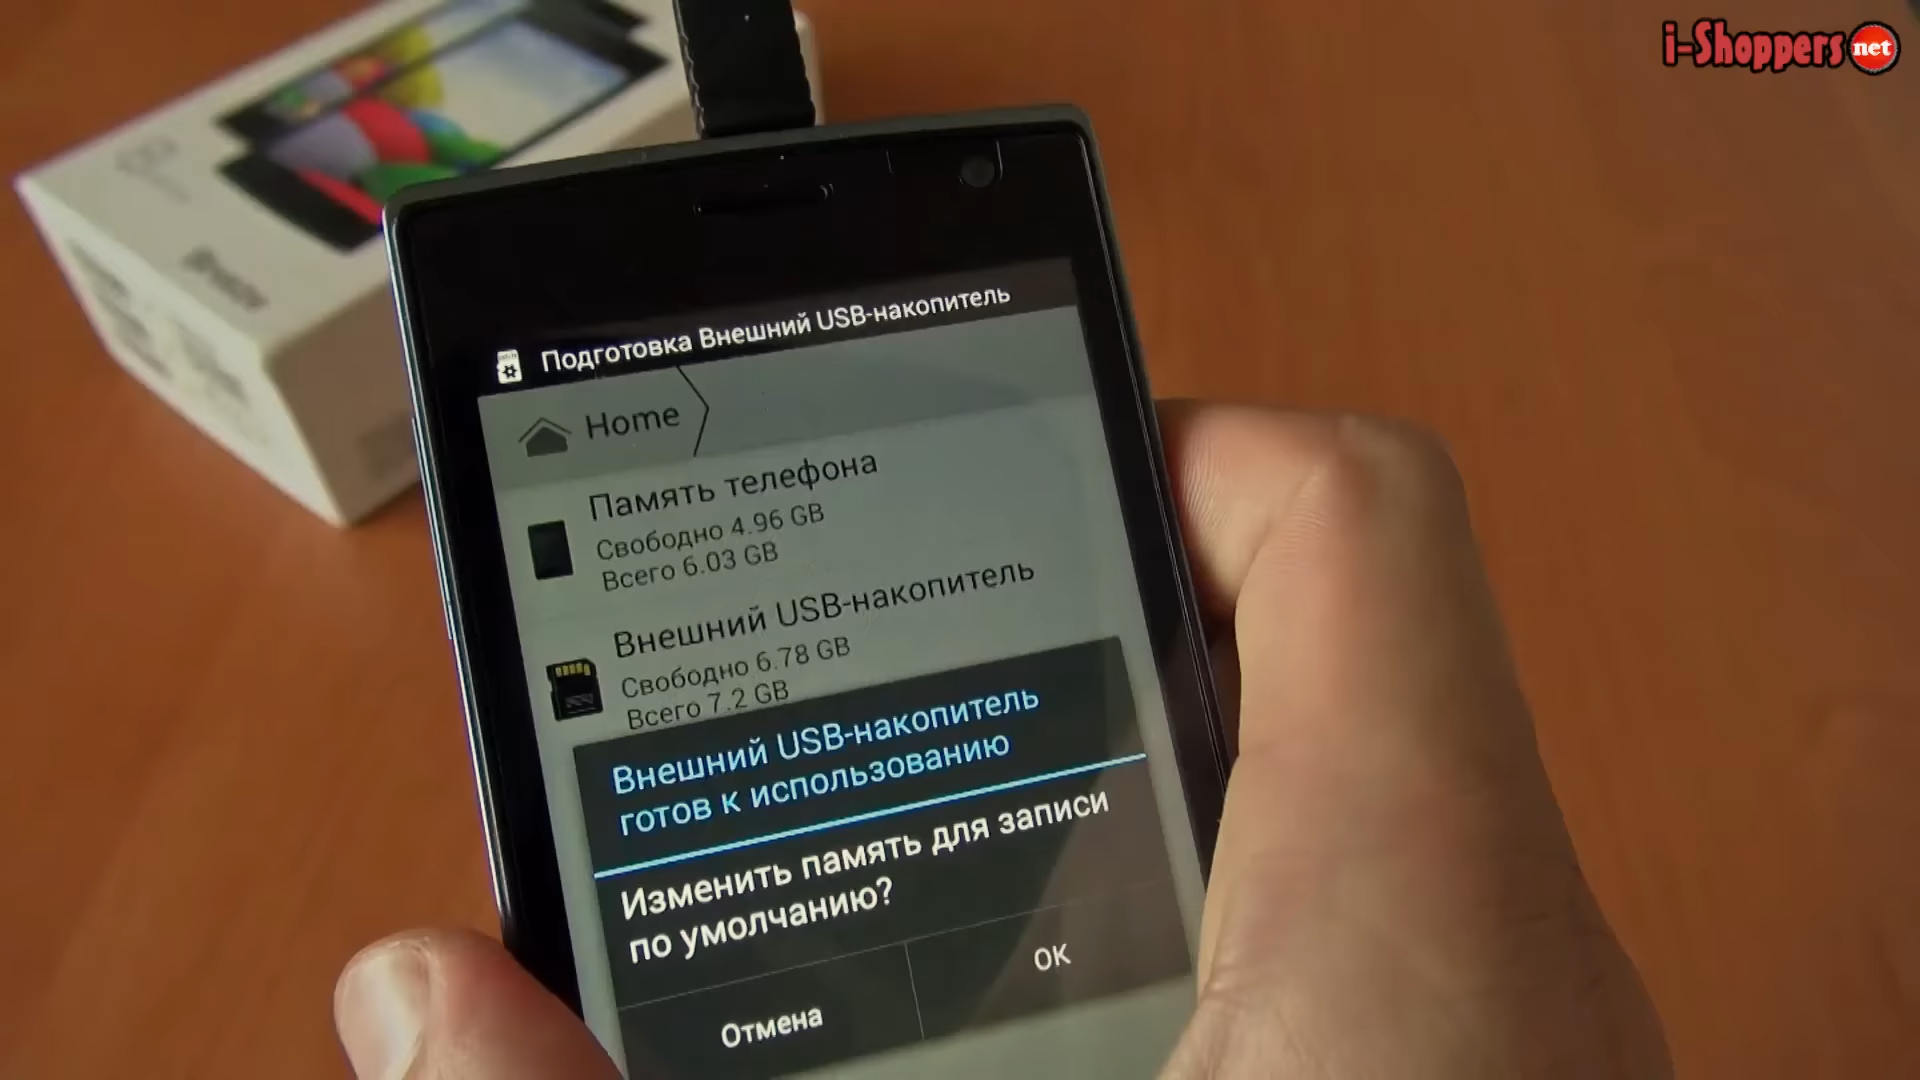 i-Shoppers net
Подготовка Внешний USB-накопитель
Home
Память телефона
Свободно 4.96 GB
Всего 6.03 GB
Внешний USB-накопитель
Свободно 6.78 GB
Всего 7.2 GB
Внешний USB-накопитель
готов к использованию
Изменить память для записи
по умолчанию?
Отмена
ОК